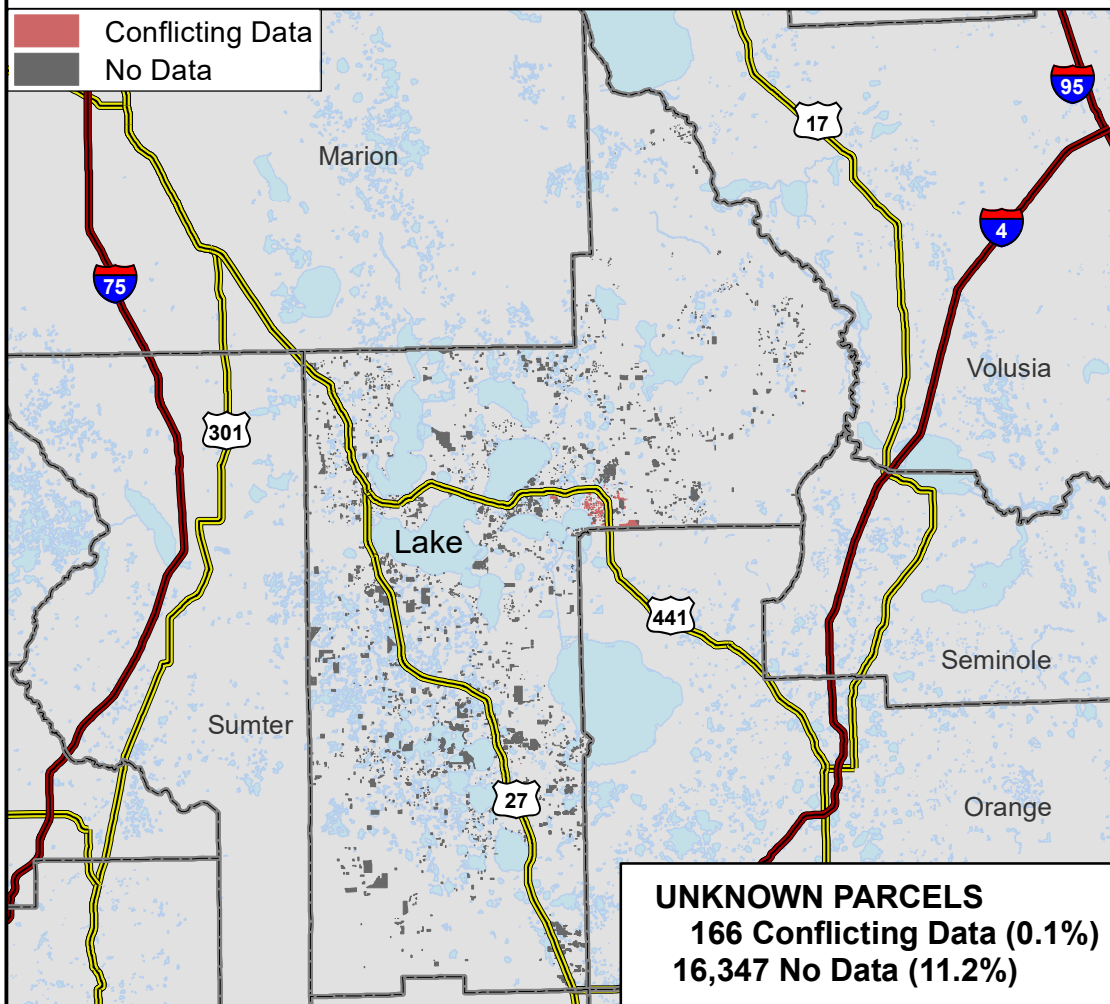 Conflicting Data
No Data
95
17
Marion
4
75
Volusia
301
Lake
441
Seminole
Sumter
27
Orange
UNKNOWN PARCELS
166 Conflicting Data (0.1%)
16,347 No Data (11.2%)